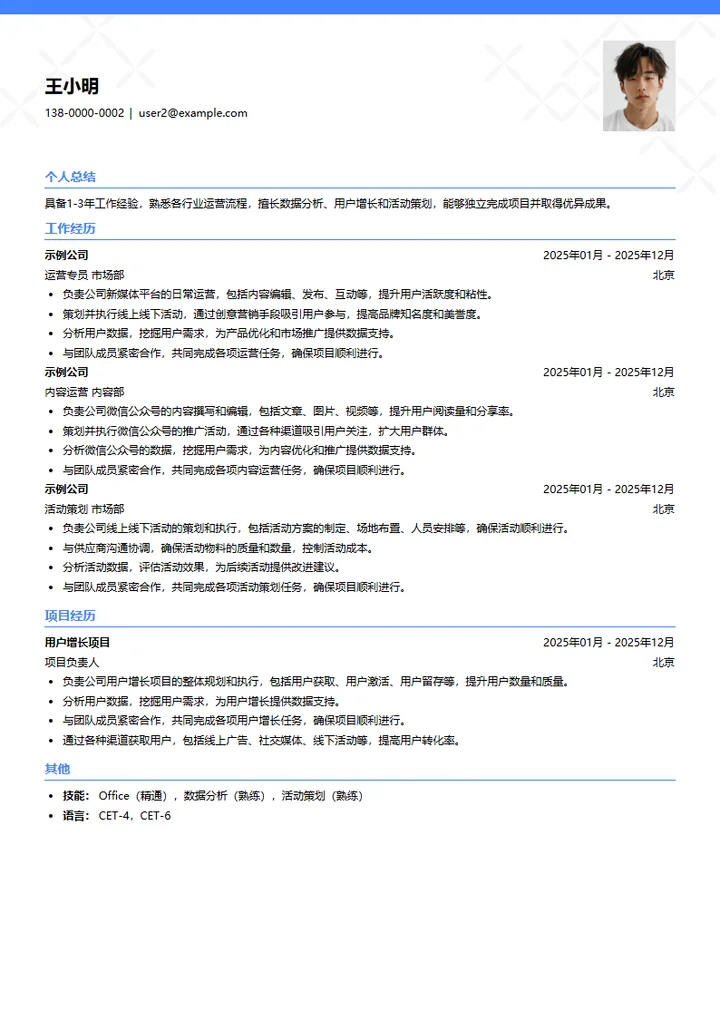 王小明
138-0000-0002 | user2@example.com
个人总结
具备1-3年工作经验，熟悉各行业运营流程，擅长数据分析、用户增长和活动策划，能够独立完成项目并取得优异成果。
工作经历
示例公司 2025年01月 - 2025年12月
运营专员 市场部 北京
• 负责公司新媒体平台的日常运营，包括内容编辑、发布、互动等，提升用户活跃度和粘性。
• 策划并执行线上线下活动，通过创意营销手段吸引用户参与，提高品牌知名度和美誉度。
• 分析用户数据，挖掘用户需求，为产品优化和市场推广提供数据支持。
• 与团队成员紧密合作，共同完成各项运营任务，确保项目顺利进行。
示例公司 2025年01月 - 2025年12月
内容运营 内容部 北京
• 负责公司微信公众号的内容撰写和编辑，包括文章、图片、视频等，提升用户阅读量和分享率。
• 策划并执行微信公众号的推广活动，通过各种渠道吸引用户关注，扩大用户群体。
• 分析微信公众号的数据，挖掘用户需求，为内容优化和推广提供数据支持。
• 与团队成员紧密合作，共同完成各项内容运营任务，确保项目顺利进行。
示例公司 2025年01月 - 2025年12月
活动策划 市场部 北京
• 负责公司线上线下活动的策划和执行，包括活动方案的制定、场地布置、人员安排等，确保活动顺利进行。
• 与供应商沟通协调，确保活动物料的质量和数量，控制活动成本。
• 分析活动数据，评估活动效果，为后续活动提供改进建议。
• 与团队成员紧密合作，共同完成各项活动策划任务，确保项目顺利进行。
项目经历
用户增长项目 2025年01月 - 2025年12月
项目负责人 北京
• 负责公司用户增长项目的整体规划和执行，包括用户获取、用户激活、用户留存等，提升用户数量和质量。
• 分析用户数据，挖掘用户需求，为用户增长提供数据支持。
• 与团队成员紧密合作，共同完成各项用户增长任务，确保项目顺利进行。
• 通过各种渠道获取用户，包括线上广告、社交媒体、线下活动等，提高用户转化率。
其他
• 技能： Office（精通），数据分析（熟练），活动策划（熟练）
• 语言： CET-4，CET-6